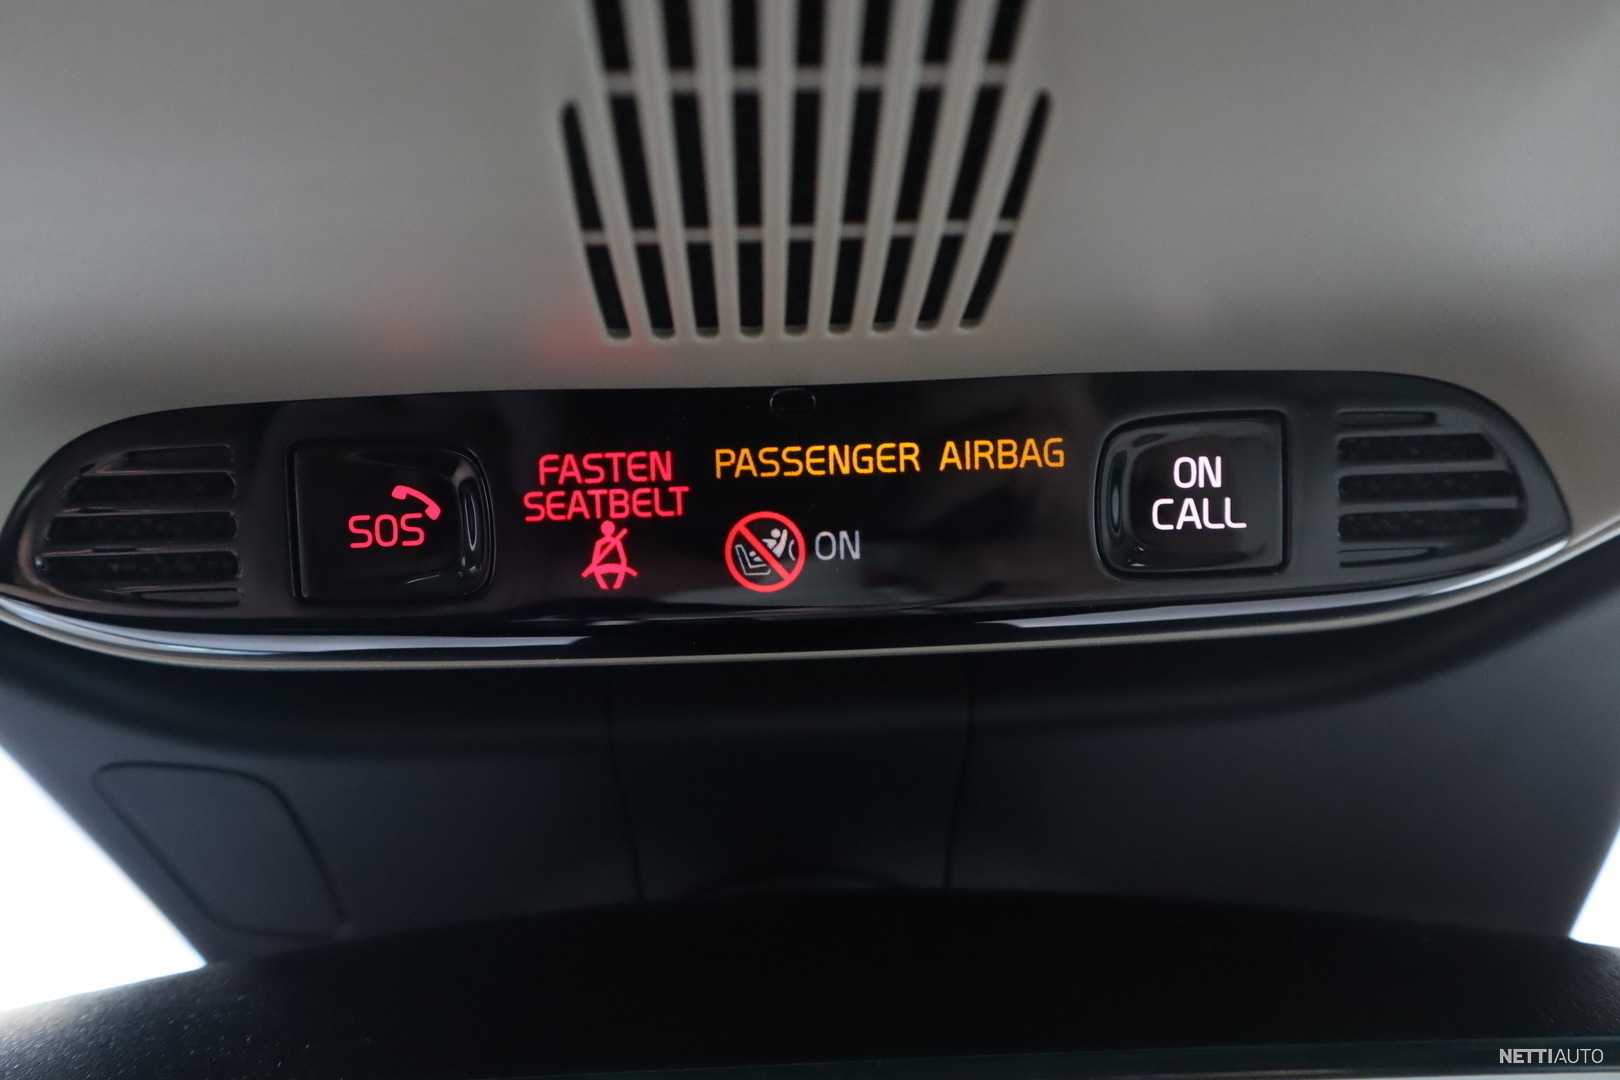 SOS
FASTEN
SEATBELT
PASSENGER AIRBAG
ON
ON
CALL
NETTIAUTO